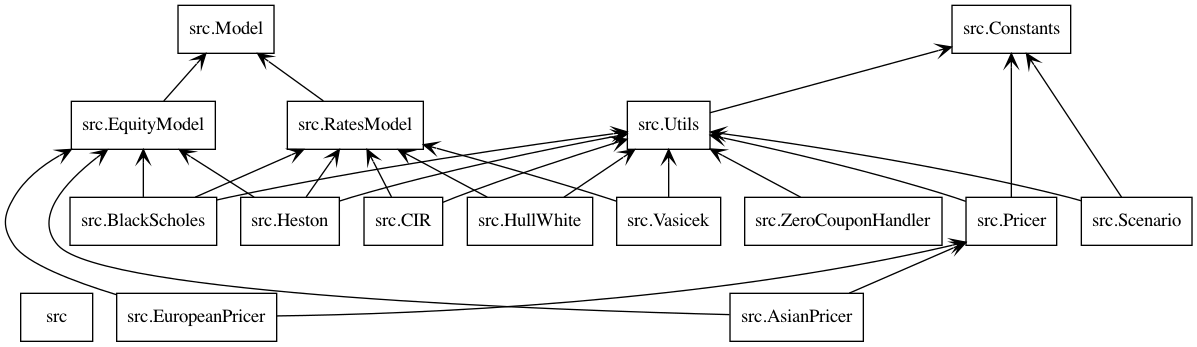 src.Model
src.Constants
src.EquityModel
src.RatesModel
src.Utils
src.BlackScholes
src.Heston
src.CIR
src.HullWhite
src.Vasicek
src.ZeroCouponHandler
src.Pricer
src.Scenario
src
src.EuropeanPricer
src.AsianPricer